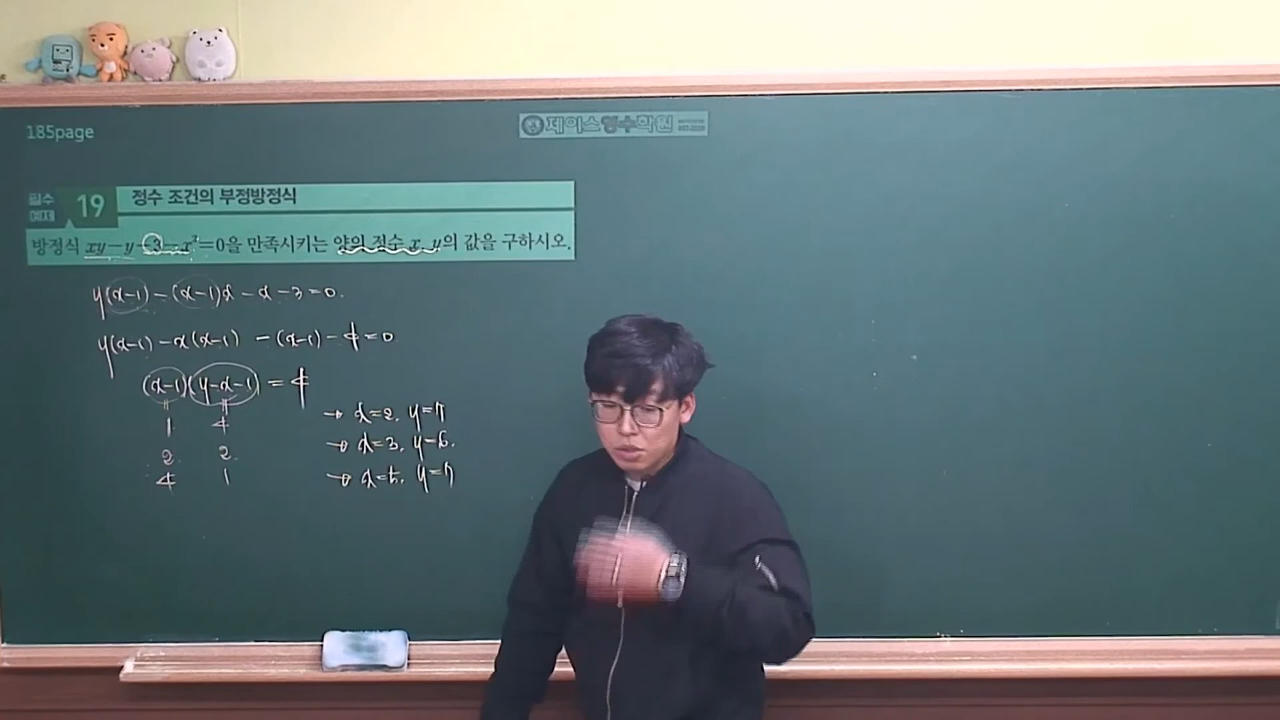 185page
제이스영수학원
필수 예제 19 정수 조건의 부정방정식
방정식 xy-y-3-x²=0을 만족시키는 양의 정수 x, y의 값을 구하시오.
y(x-1)-(x-1)x-x-3=0.
y(x-1)-x(x-1) -(x-1)-4=0
(x-1)(y-x-1)=4
1 4 → x=2, y=7
2 2 → x=3, y=6.
4 1 → x=5, y=7